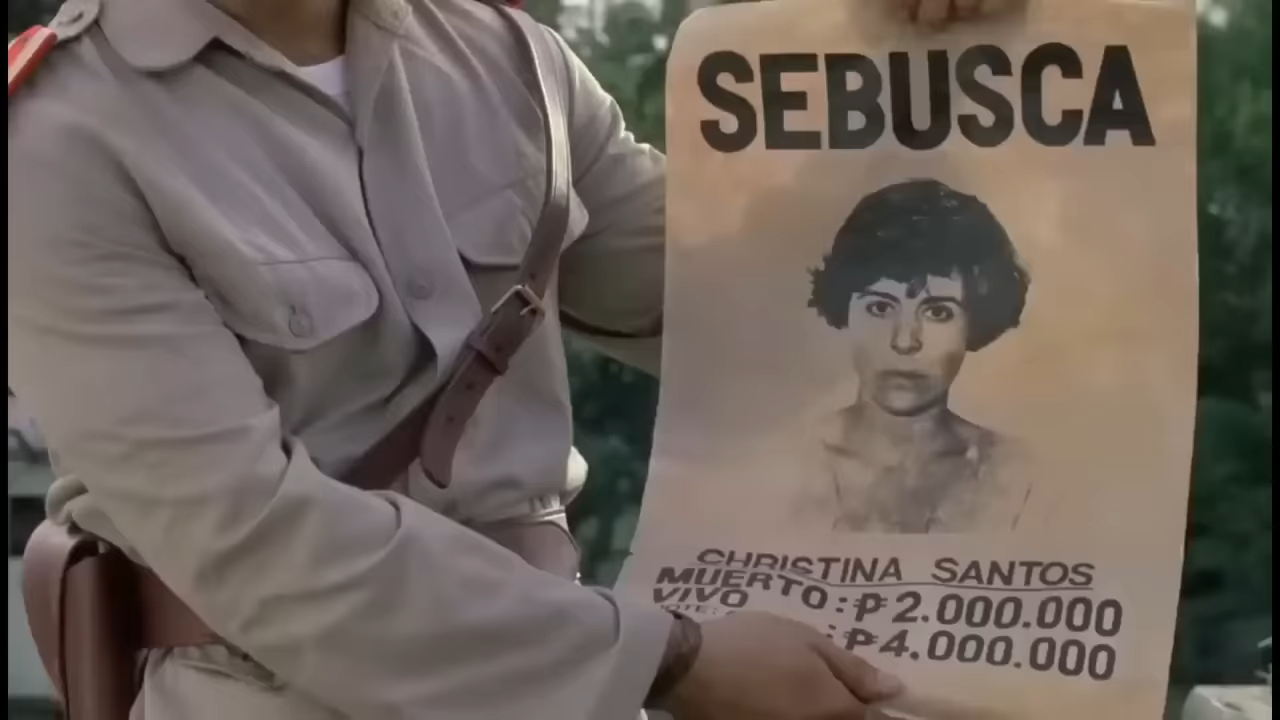 SEBUSCA
CHRISTINA SANTOS
MUERTO: ₱2.000.000
VIVO : ₱4.000.000